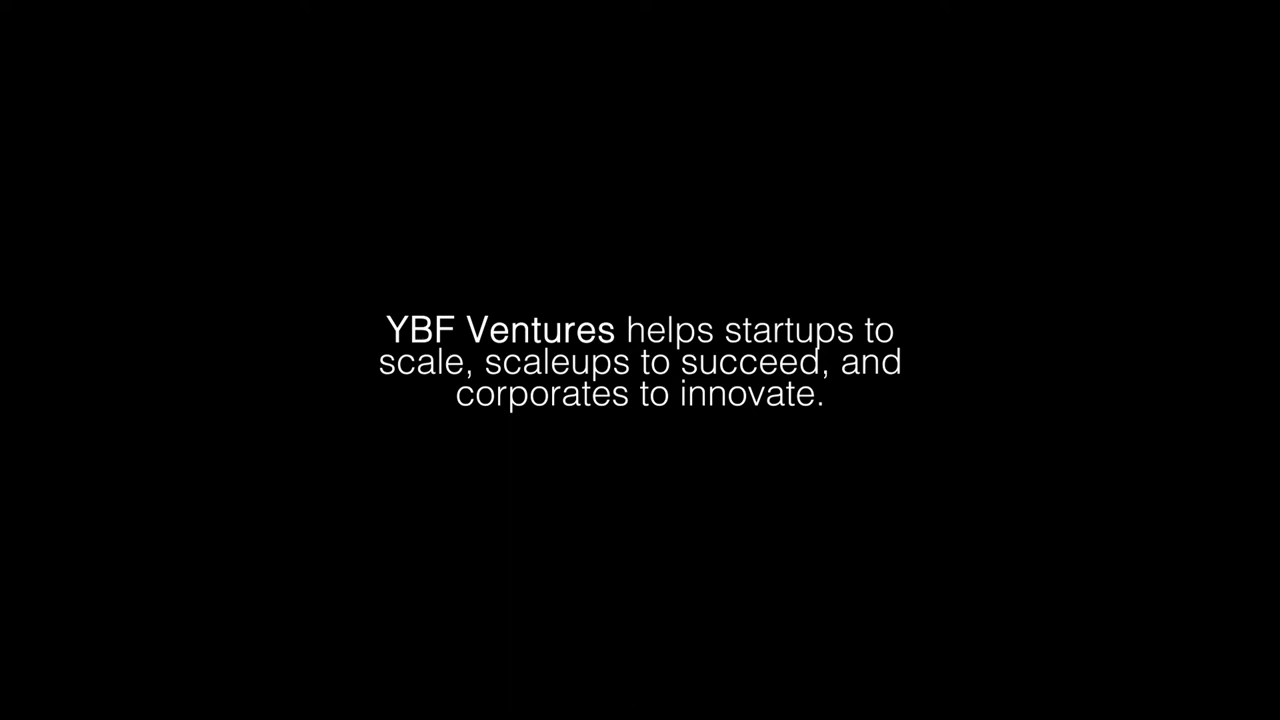 YBF Ventures helps startups to
scale, scaleups to succeed, and
corporates to innovate.